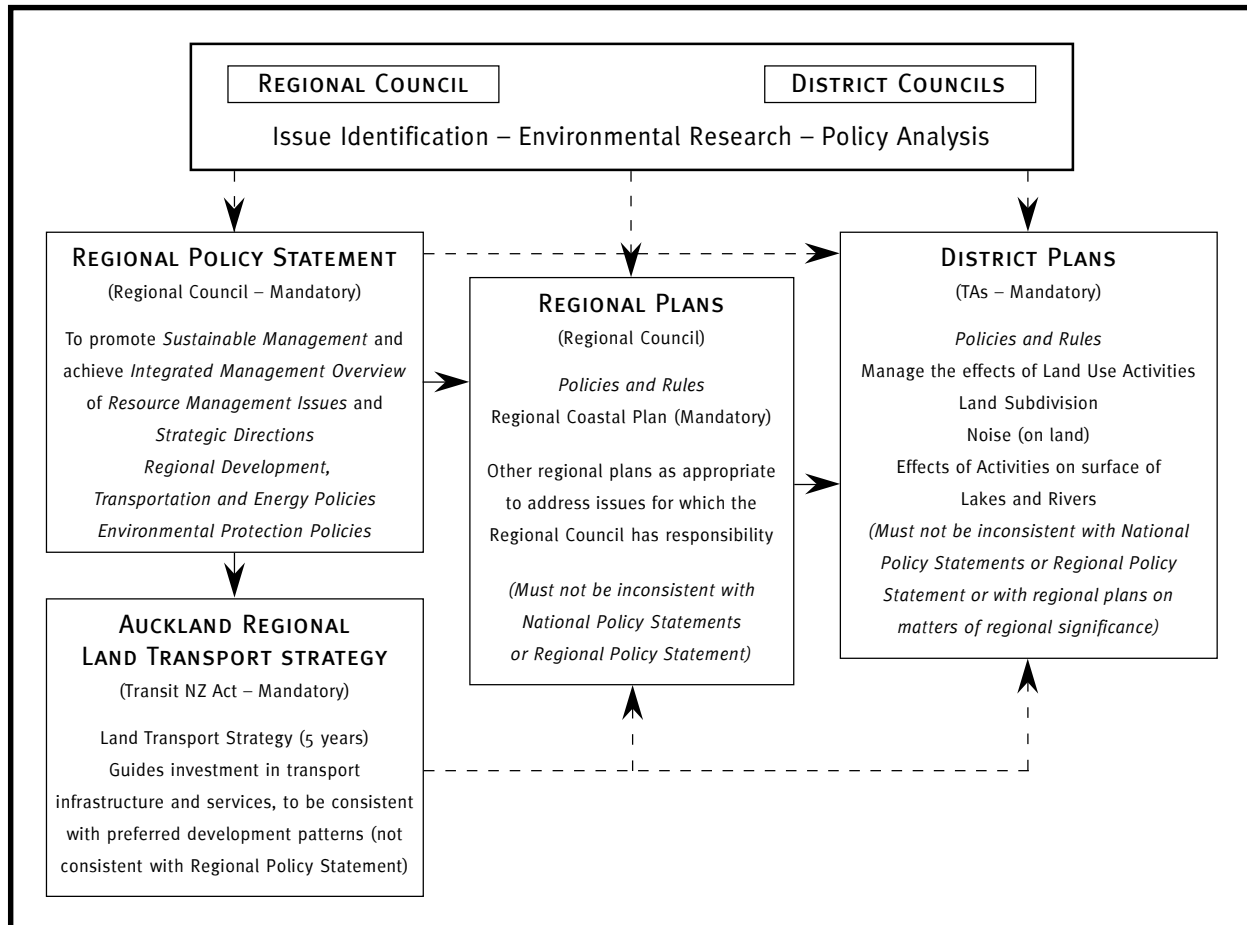 REGIONAL COUNCIL
DISTRICT COUNCILS
Issue Identification – Environmental Research – Policy Analysis
REGIONAL POLICY STATEMENT
(Regional Council – Mandatory)
To promote Sustainable Management and
achieve Integrated Management Overview
of Resource Management Issues and
Strategic Directions
Regional Development,
Transportation and Energy Policies
Environmental Protection Policies
REGIONAL PLANS
(Regional Council)
Policies and Rules
Regional Coastal Plan (Mandatory)
Other regional plans as appropriate
to address issues for which the
Regional Council has responsibility
(Must not be inconsistent with
National Policy Statements
or Regional Policy Statement)
DISTRICT PLANS
(TAs – Mandatory)
Policies and Rules
Manage the effects of Land Use Activities
Land Subdivision
Noise (on land)
Effects of Activities on surface of
Lakes and Rivers
(Must not be inconsistent with National
Policy Statements or Regional Policy
Statement or with regional plans on
matters of regional significance)
AUCKLAND REGIONAL
LAND TRANSPORT STRATEGY
(Transit NZ Act – Mandatory)
Land Transport Strategy (5 years)
Guides investment in transport
infrastructure and services, to be consistent
with preferred development patterns (not
consistent with Regional Policy Statement)